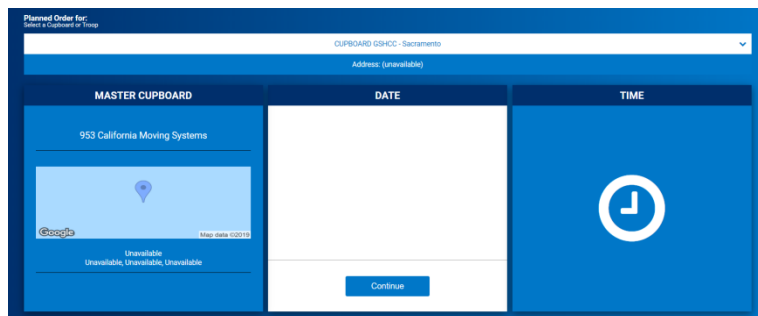 Planned Order for:
Select a Cupboard or Troop
CUPBOARD GSHCC - Sacramento
Address: (unavailable)
MASTER CUPBOARD
953 California Moving Systems
Google
Map data ©2019
Unavailable
Unavailable, Unavailable, Unavailable
DATE
Continue
TIME